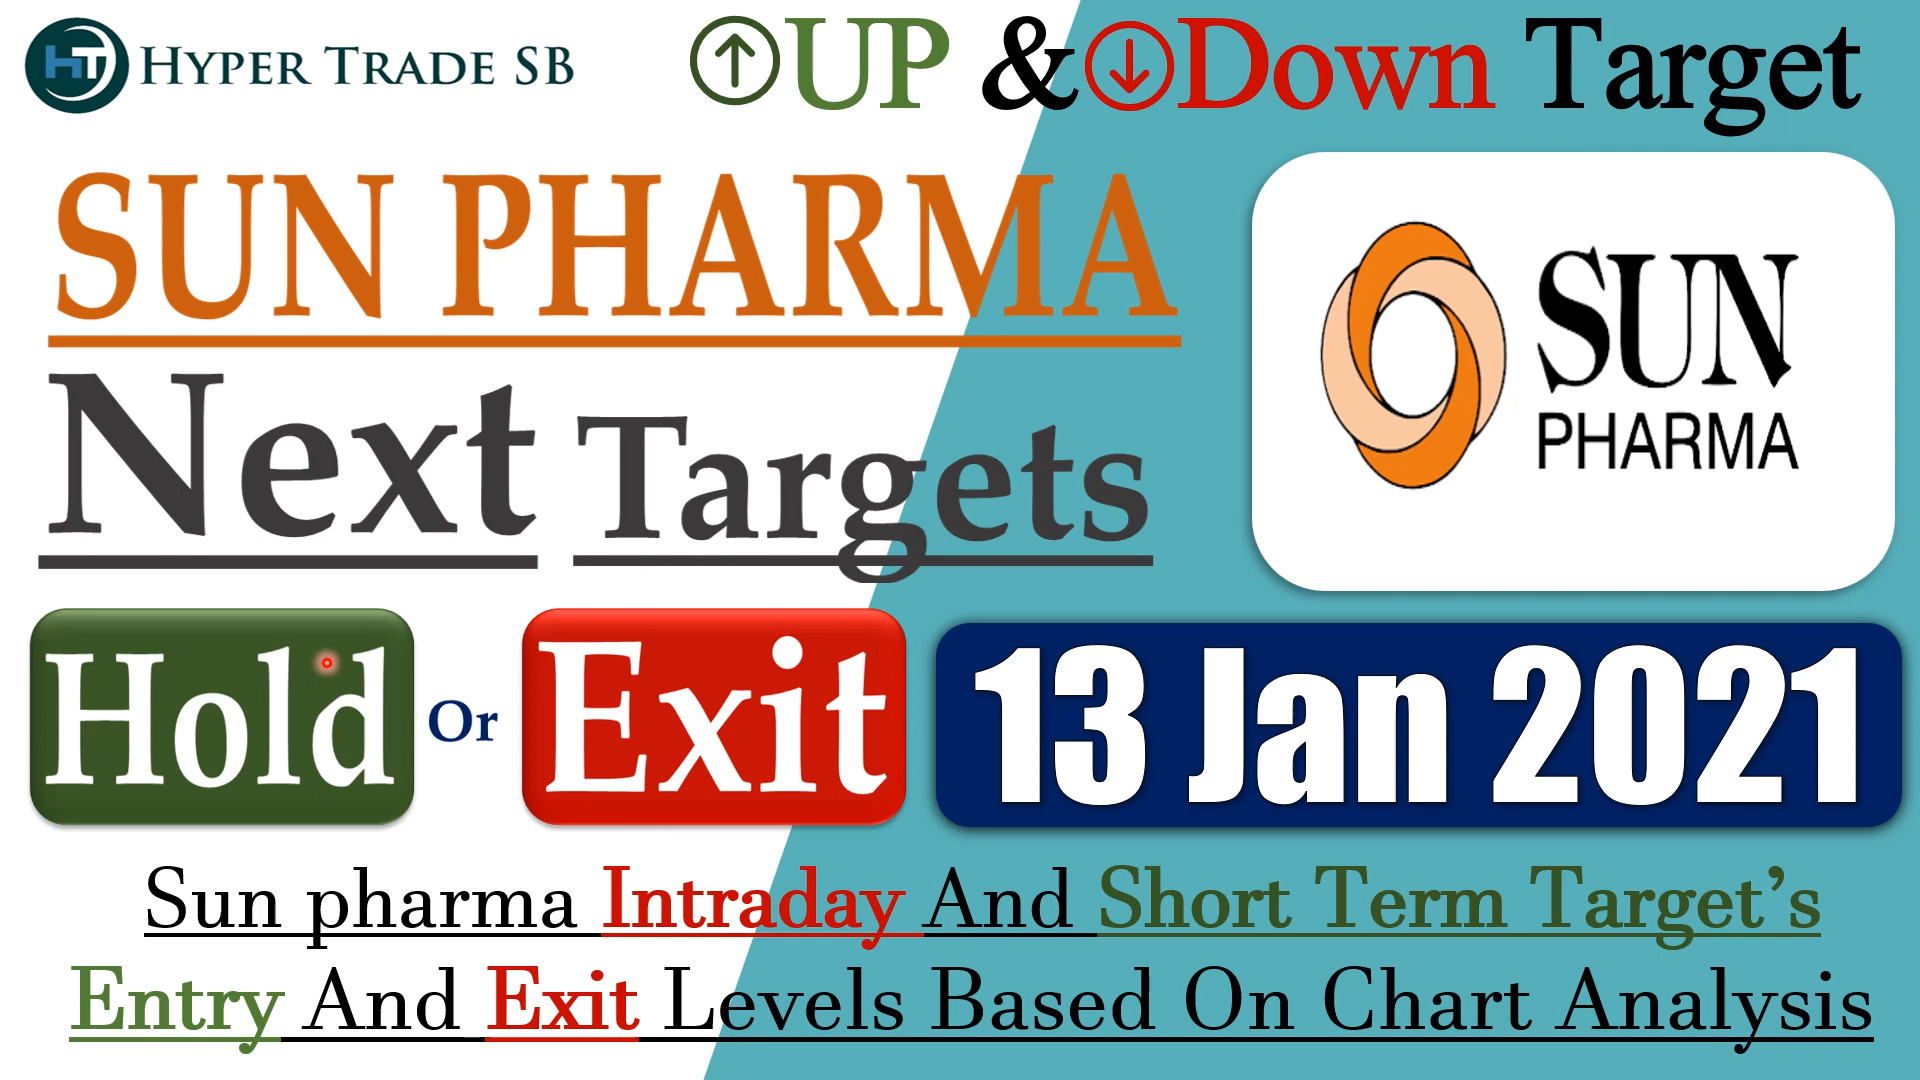 HT HYPER TRADE SB
UP & Down Target
SUN PHARMA
Next Targets
SUN
PHARMA
Hold Or Exit
13 Jan 2021
Sun pharma Intraday And Short Term Target’s
Entry And Exit Levels Based On Chart Analysis